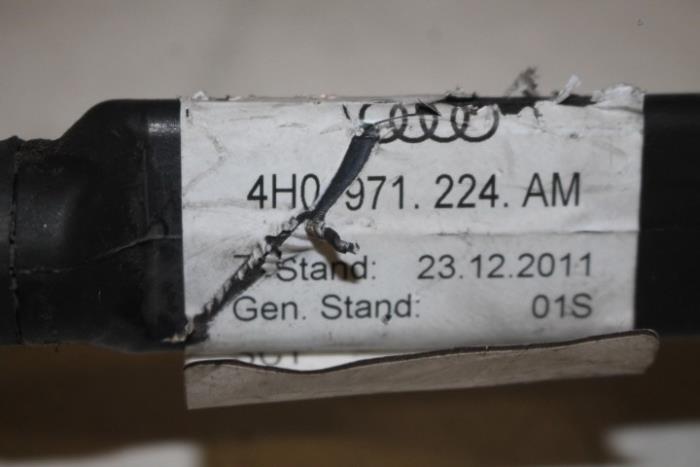 4H0. 971. 224. AM
Stand: 23.12.2011
Gen. Stand: 01S